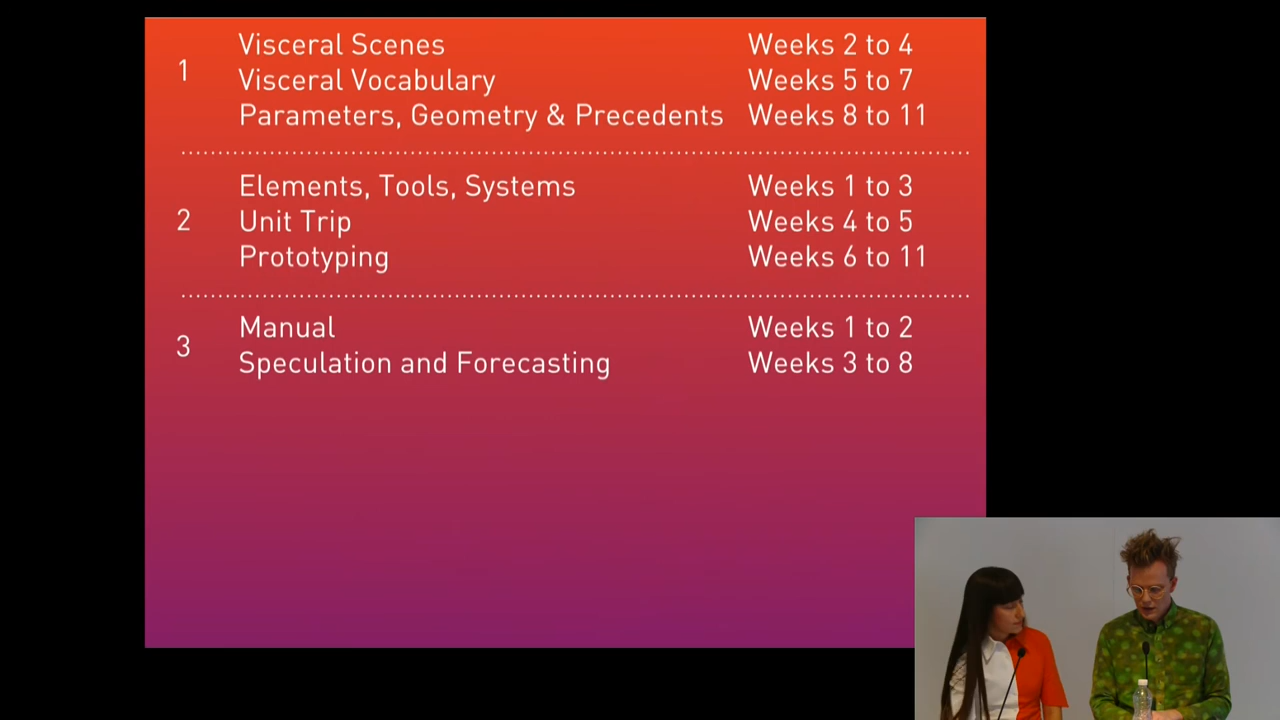 1
Visceral Scenes Weeks 2 to 4
Visceral Vocabulary Weeks 5 to 7
Parameters, Geometry & Precedents Weeks 8 to 11
2
Elements, Tools, Systems Weeks 1 to 3
Unit Trip Weeks 4 to 5
Prototyping Weeks 6 to 11
3
Manual Weeks 1 to 2
Speculation and Forecasting Weeks 3 to 8